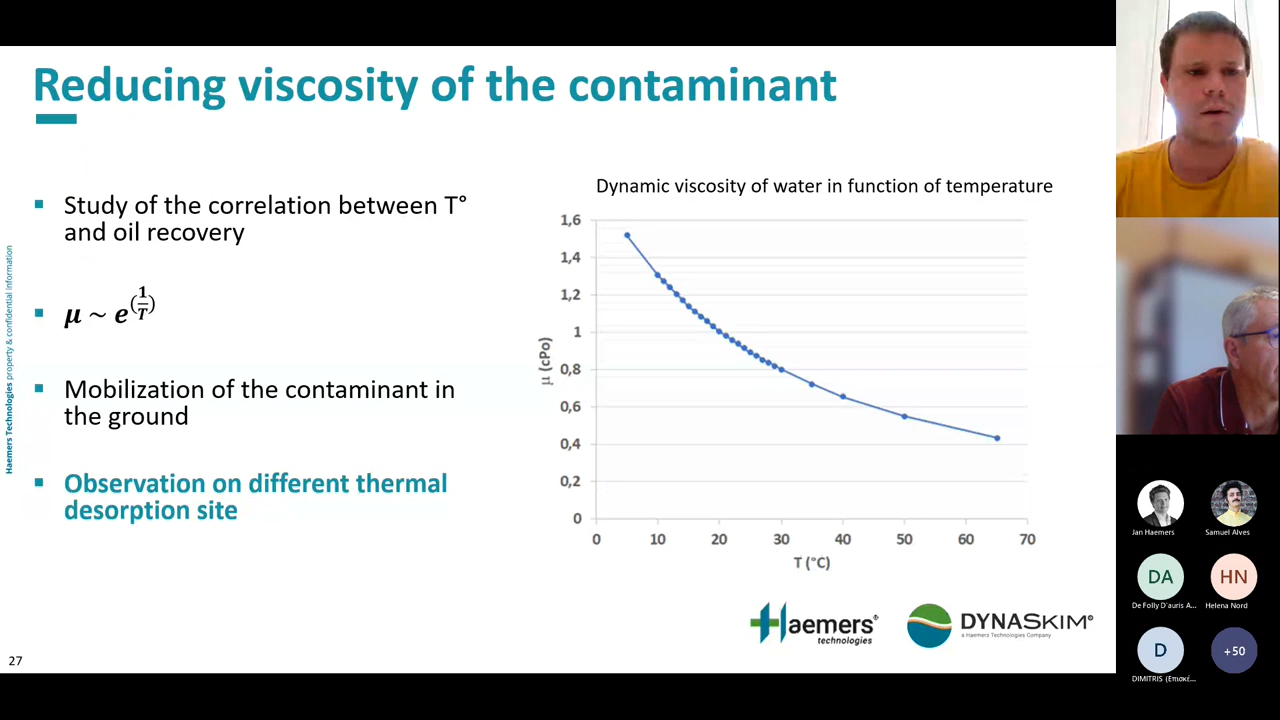 Reducing viscosity of the contaminant
Study of the correlation between T°
and oil recovery
μ ~ e^(1/T)
Mobilization of the contaminant in
the ground
Observation on different thermal
desorption site
Haemers Technologies property & confidential information
27
Dynamic viscosity of water in function of temperature
1,6
1,4
1,2
1
0,8
0,6
0,4
0,2
0
μ (cPo)
0 10 20 30 40 50 60 70
T (°C)
Haemers®
technologies
DYNASKIM®
a Haemers Technologies Company
Jan Haemers
Samuel Alves
DA
HN
De Folly D'auris A...
Helena Nord
D
+50
DIMITRIS (Επισκέ...